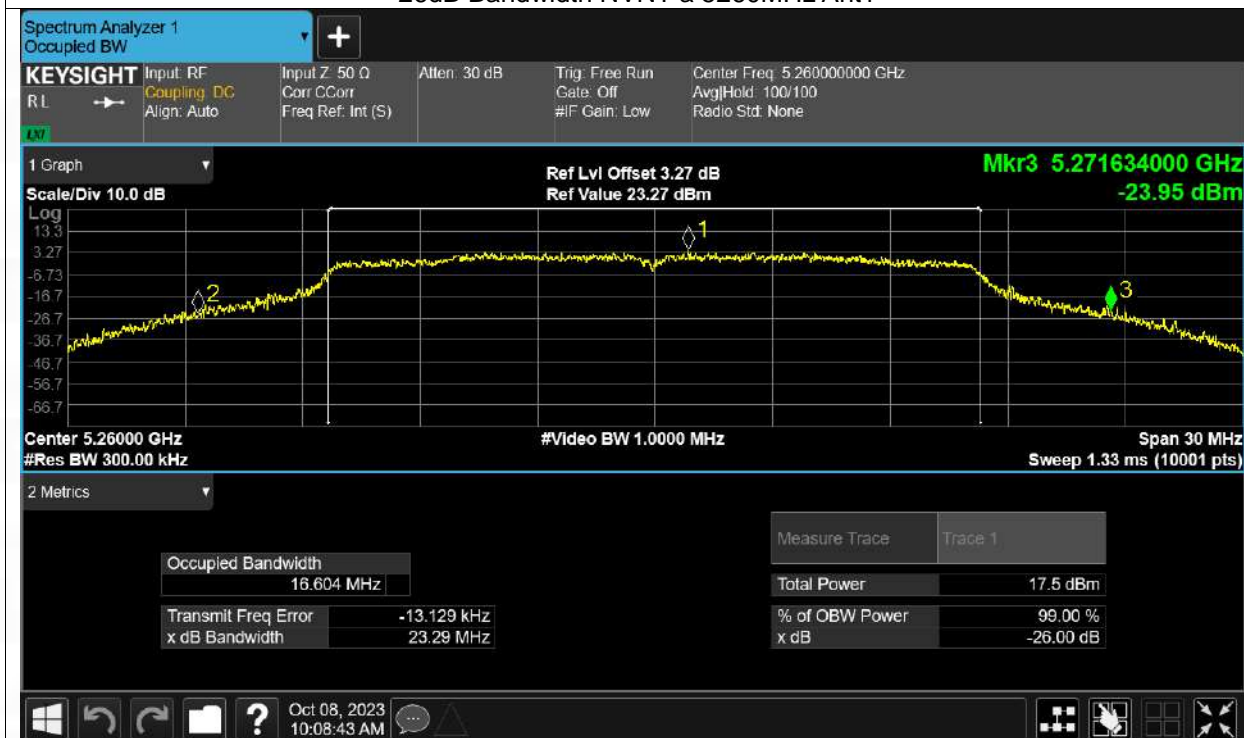 Spectrum Analyzer 1
Occupied BW
+
KEYSIGHT
RL
LXI
Input: RF
Coupling: DC
Align: Auto
Input Z: 50 Ω
Corr CCorr
Freq Ref: Int (S)
Atten: 30 dB
Trig: Free Run
Gate: Off
#IF Gain: Low
Center Freq: 5.260000000 GHz
Avg|Hold: 100/100
Radio Std: None
1 Graph
Ref Lvl Offset 3.27 dB
Mkr3 5.271634000 GHz
Scale/Div 10.0 dB
Ref Value 23.27 dBm
-23.95 dBm
Log
13.3
3.27
-6.73
-16.7
-26.7
-36.7
-46.7
-56.7
-66.7
1
2
3
Center 5.26000 GHz
#Video BW 1.0000 MHz
Span 30 MHz
#Res BW 300.00 kHz
Sweep 1.33 ms (10001 pts)
2 Metrics
Measure Trace Trace 1
Occupied Bandwidth
16.604 MHz
Total Power 17.5 dBm
Transmit Freq Error -13.129 kHz
% of OBW Power 99.00 %
x dB Bandwidth 23.29 MHz
x dB -26.00 dB
?
Oct 08, 2023
10:08:43 AM